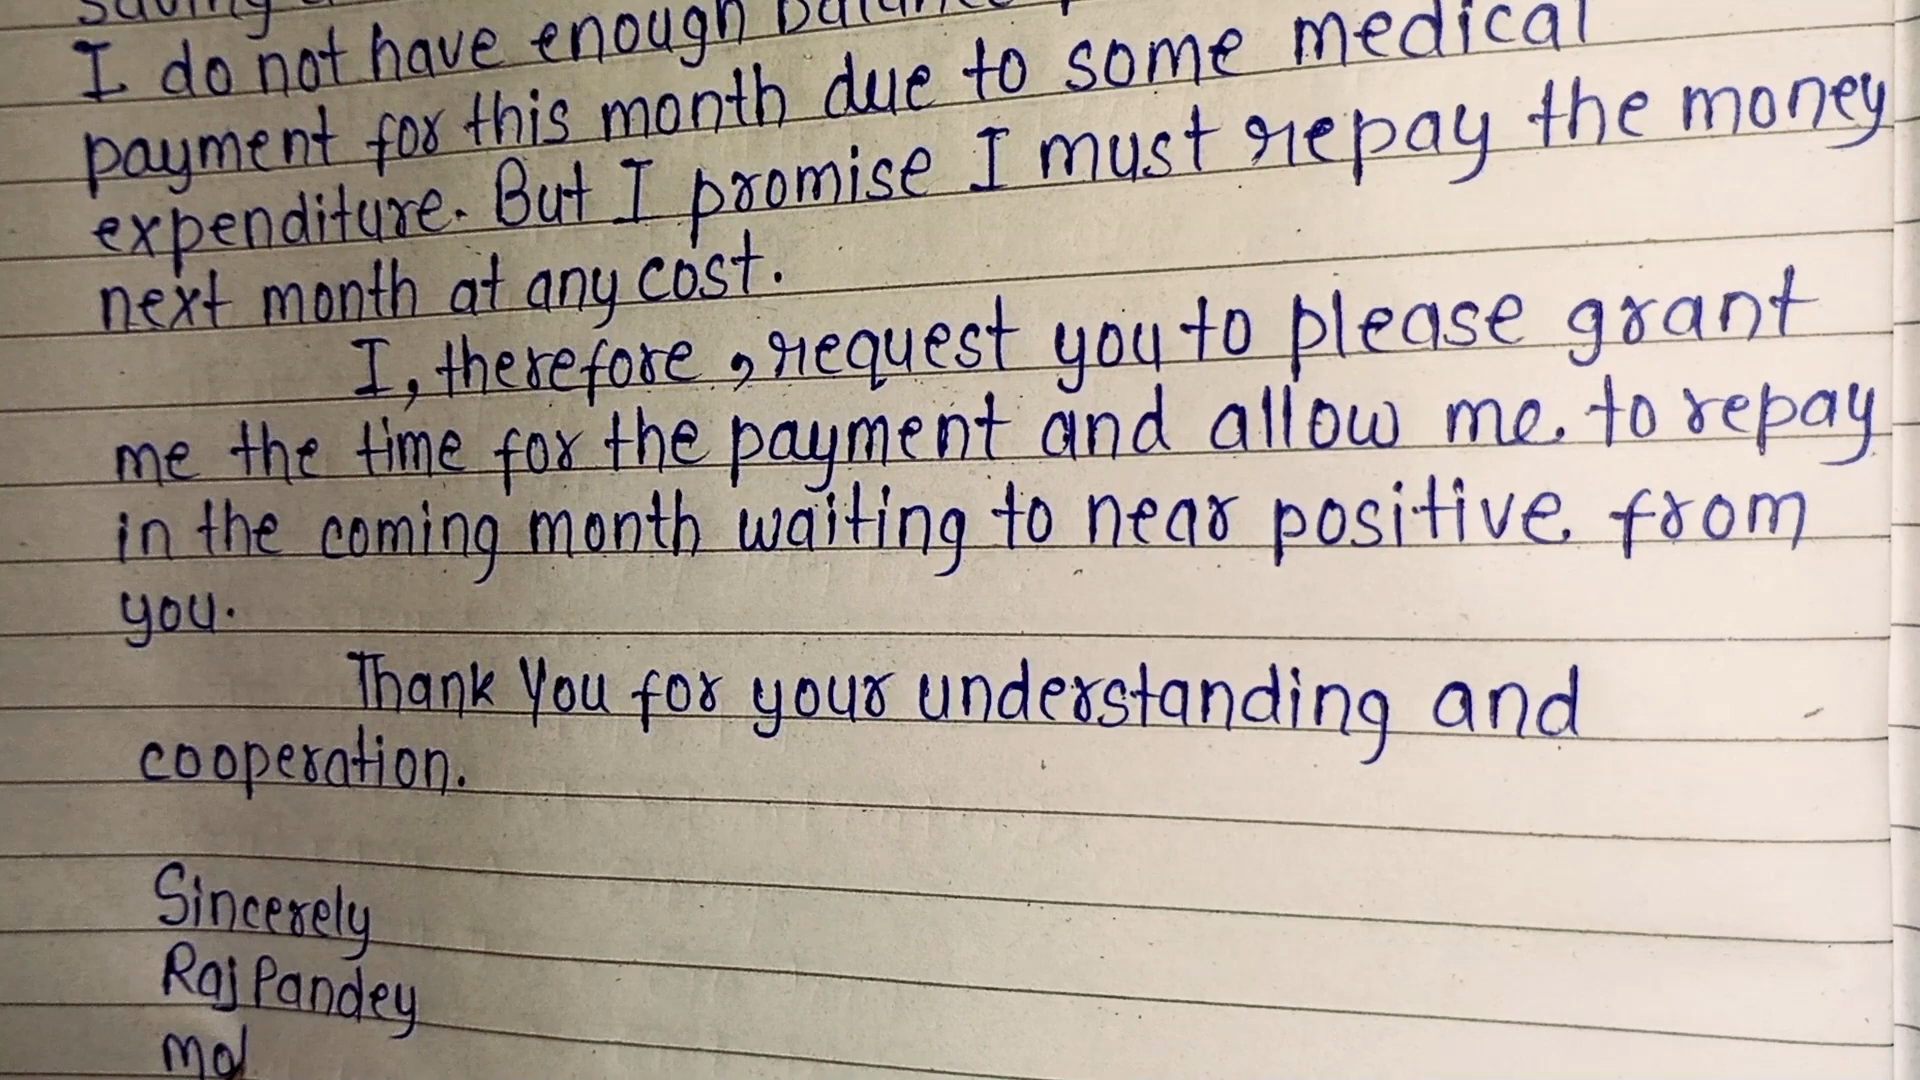 I do not have enough
payment for this month due to some medical
expenditure. But I promise I must repay the money
next month at any cost.
I, therefore, request you to please grant
me the time for the payment and allow me. to repay
in the coming month waiting to near positive from
you.
Thank You for your understanding and
cooperation.
Sincerely
Raj Pandey